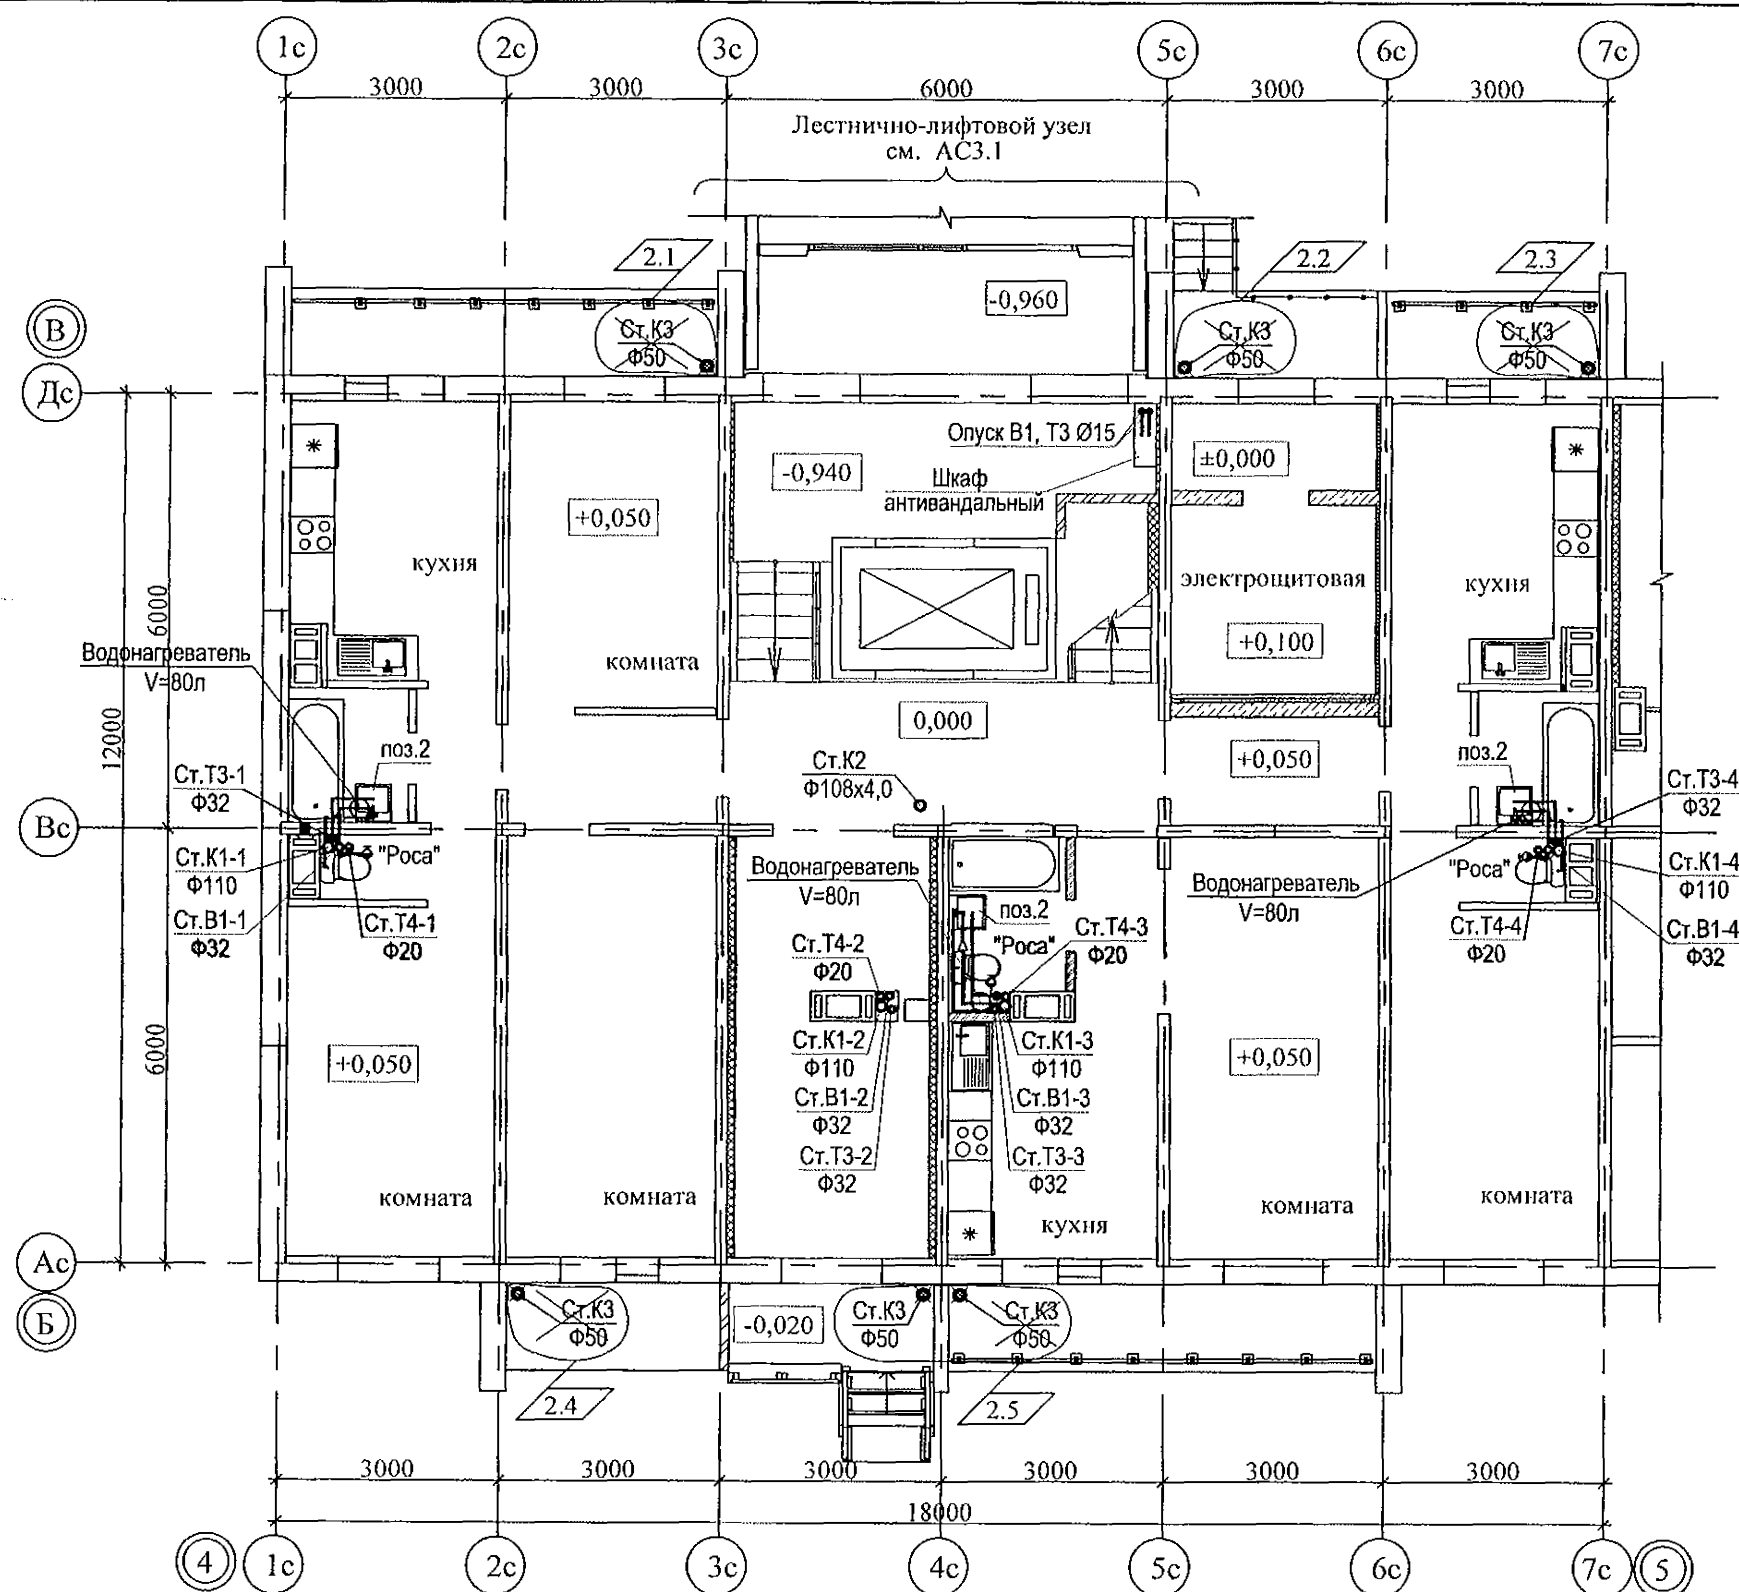 1с 2с 3с 5с 6с 7с
3000 3000 6000 3000 3000
Лестнично-лифтовой узел
см. АС3.1
2.1 2.2 2.3
-0,960
В
Ст.К3
Ф50
Ст.К3
Ф50
Ст.К3
Ф50
Дс
Опуск В1, Т3 Ø15
-0,940
±0,000
Шкаф
антивандальный
+0,050
кухня
электрощитовая
кухня
+0,100
6000
12000
Водонагреватель
V=80л
комната
0,000
поз.2
+0,050
поз.2
Ст.Т3-1
Ф32
Ст.К2
Ф108х4,0
Ст.Т3-4
Ф32
Вс
"Роса"
Ст.К1-1
Ф110
Водонагреватель
V=80л
"Роса"
Водонагреватель
V=80л
Ст.К1-4
Ф110
Ст.В1-1
Ф32
Ст.Т4-1
Ф20
поз.2
"Роса"
Ст.Т4-2
Ф20
Ст.Т4-3
Ф20
Ст.Т4-4
Ф20
Ст.В1-4
Ф32
6000
+0,050
Ст.К1-2
Ф110
Ст.К1-3
Ф110
+0,050
Ст.В1-2
Ф32
Ст.В1-3
Ф32
Ст.Т3-2
Ф32
Ст.Т3-3
Ф32
комната комната кухня комната комната
Ас
Б
Ст.К3
Ф50
-0,020
Ст.К3
Ф50
Ст.К3
Ф50
2.4 2.5
3000 3000 3000 3000 3000 3000
18000
4 1с 2с 3с 4с 5с 6с 7с 5